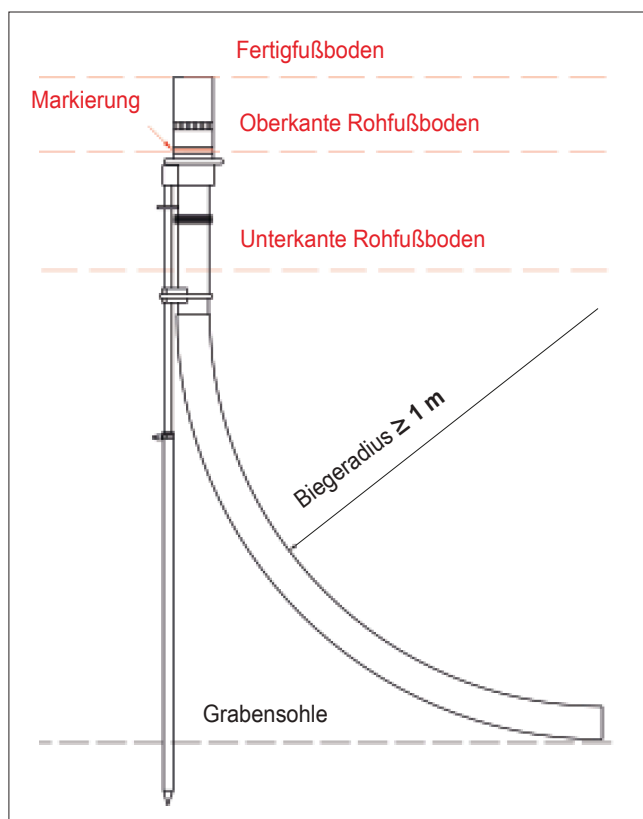 Fertigfußboden
Markierung
Oberkante Rohfußboden
Unterkante Rohfußboden
Biegeradius ≥ 1 m
Grabensohle